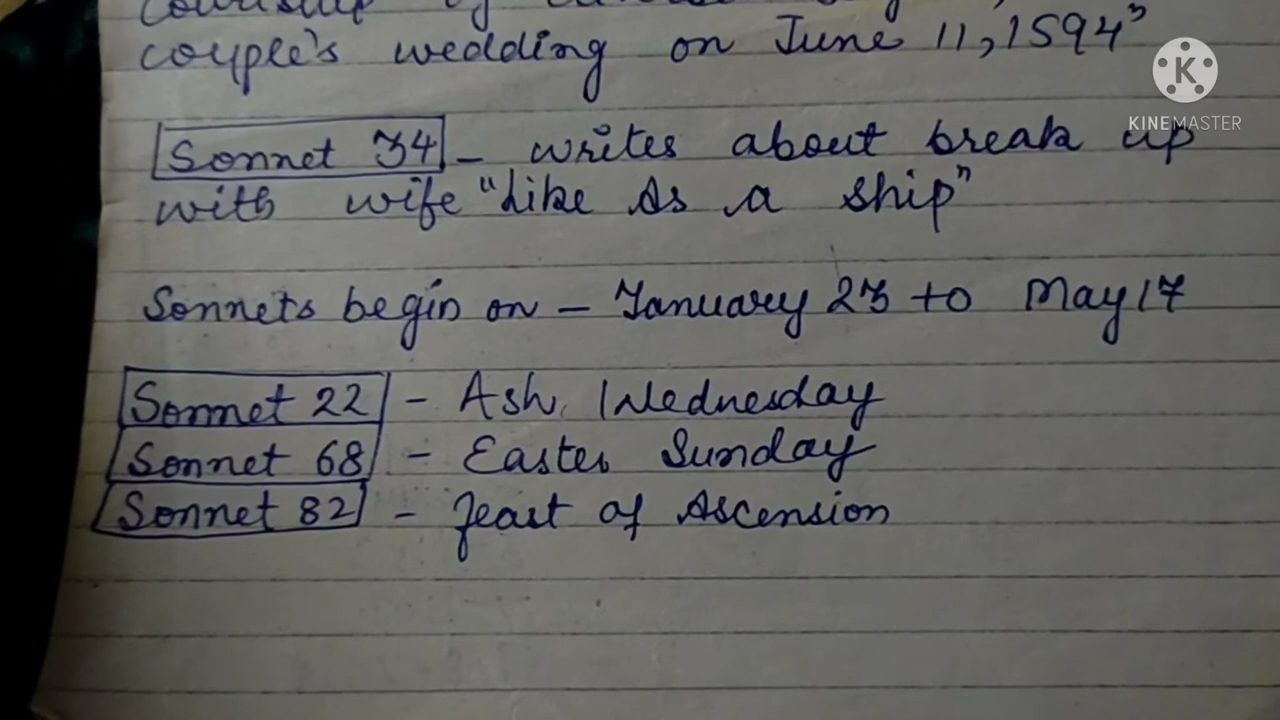 courtship of
couple's wedding on June 11, 1594"
KINEMASTER
Sonnet 34 - writes about break up
with wife "Like As a ship"
Sonnets begin on - January 23 to May 17
Sonnet 22 - Ash Wednesday
Sonnet 68 - Easter Sunday
Sonnet 82 - Feast of Ascension